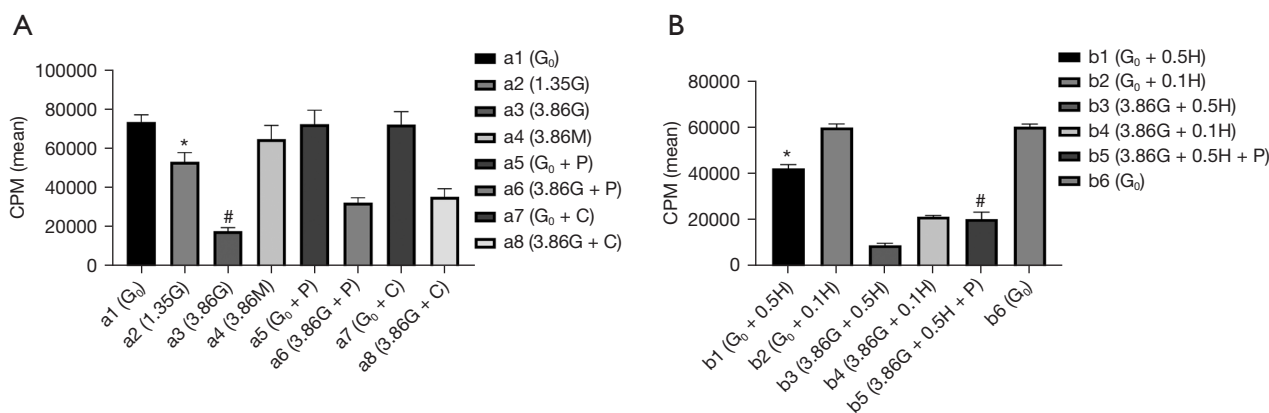 A
CPM (mean)
100000
80000
60000
40000
20000
0
*
#
a1 (G₀)
a2 (1.35G)
a3 (3.86G)
a4 (3.86M)
a5 (G₀ + P)
a6 (3.86G + P)
a7 (G₀ + C)
a8 (3.86G + C)
a1 (G₀)
a2 (1.35G)
a3 (3.86G)
a4 (3.86M)
a5 (G₀ + P)
a6 (3.86G + P)
a7 (G₀ + C)
a8 (3.86G + C)
B
CPM (mean)
80000
60000
40000
20000
0
*
#
b1 (G₀ + 0.5H)
b2 (G₀ + 0.1H)
b3 (3.86G + 0.5H)
b4 (3.86G + 0.1H)
b5 (3.86G + 0.5H + P)
b6 (G₀)
b1 (G₀ + 0.5H)
b2 (G₀ + 0.1H)
b3 (3.86G + 0.5H)
b4 (3.86G + 0.1H)
b5 (3.86G + 0.5H + P)
b6 (G₀)